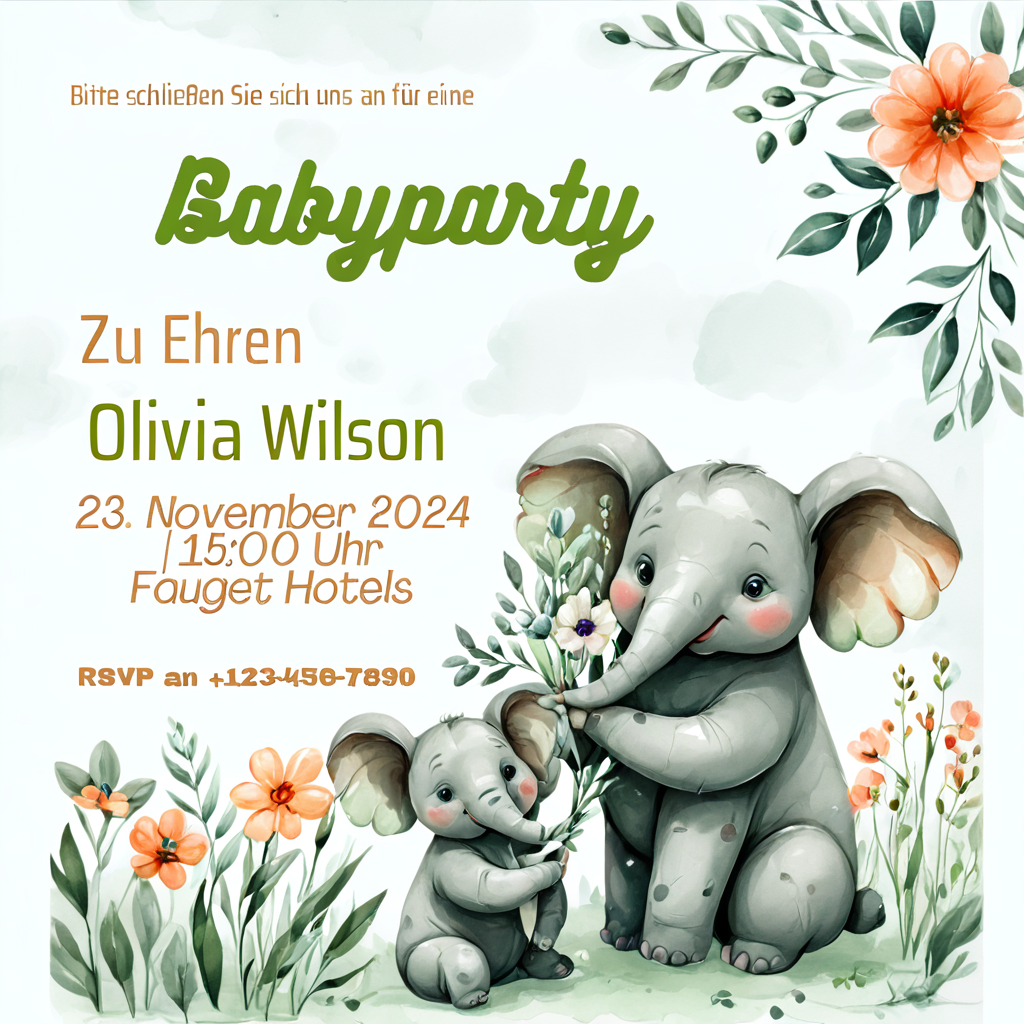 Bitte schließen Sie sich uns an für eine
Babyparty
Zu Ehren
Olivia Wilson
23. November 2024
|15:00 Uhr
Fauget Hotels
RSVP an +123-456-7890